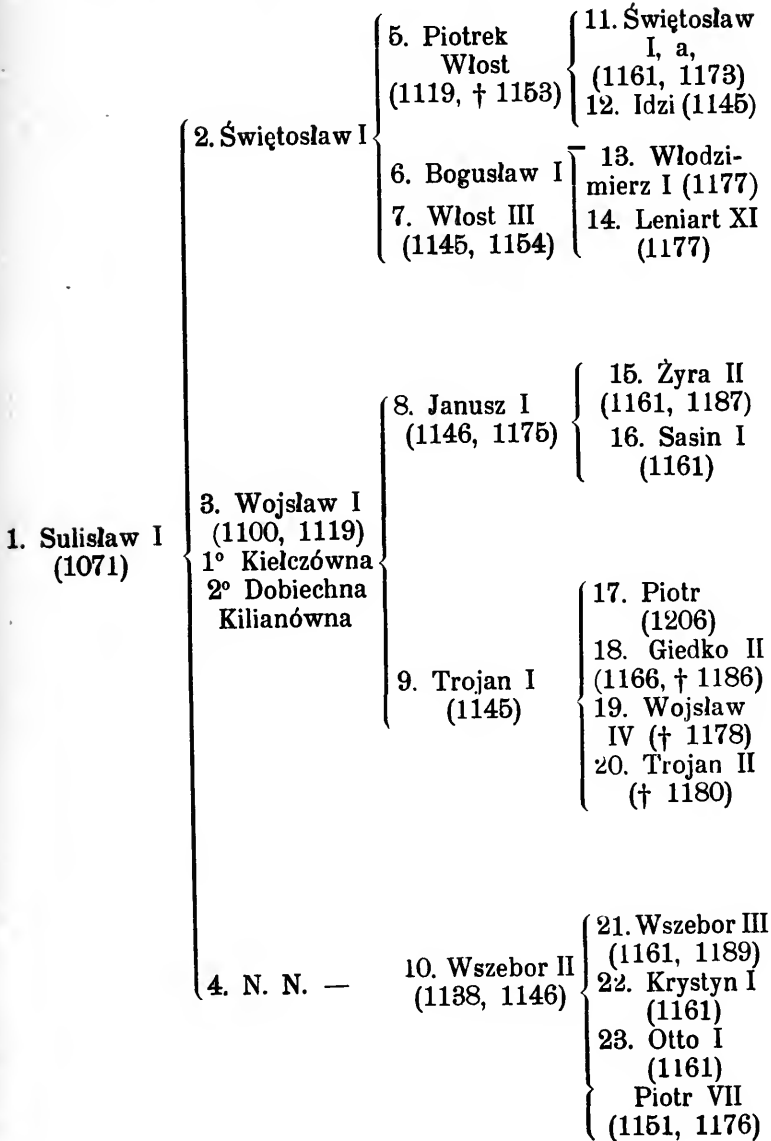 1. Sulisław I
(1071)
2. Świętosław I
3. Wojsław I
(1100, 1119)
1º Kiełczówna
2º Dobiechna
Kilianówna
4. N. N. —
5. Piotrek
Włost
(1119, † 1153)
6. Bogusław I
7. Włost III
(1145, 1154)
8. Janusz I
(1146, 1175)
9. Trojan I
(1145)
10. Wszebor II
(1138, 1146)
11. Świętosław
I, a,
(1161, 1173)
12. Idzi (1145)
13. Włodzi-
mierz I (1177)
14. Leniart XI
(1177)
15. Żyra II
(1161, 1187)
16. Sasin I
(1161)
17. Piotr
(1206)
18. Giedko II
(1166, † 1186)
19. Wojsław
IV († 1178)
20. Trojan II
(† 1180)
21. Wszebor III
(1161, 1189)
22. Krystyn I
(1161)
23. Otto I
(1161)
Piotr VII
(1151, 1176)